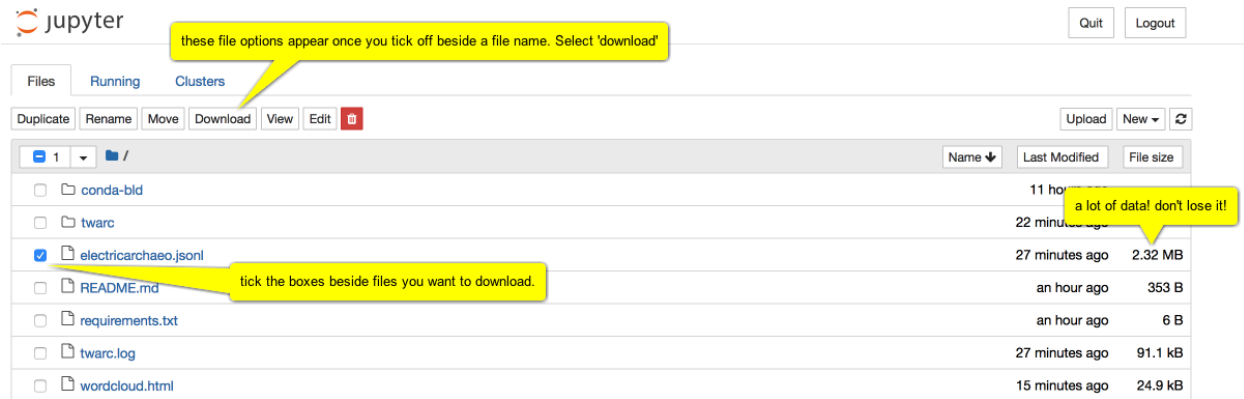 jupyter
Quit Logout
these file options appear once you tick off beside a file name. Select 'download'
Files Running Clusters
Duplicate Rename Move Download View Edit
Upload New
1 /
Name Last Modified File size
conda-bld 11
a lot of data! don't lose it!
twarc 22
electricarchaeo.jsonl 27 minutes ago 2.32 MB
tick the boxes beside files you want to download.
README.md an hour ago 353 B
requirements.txt an hour ago 6 B
twarc.log 27 minutes ago 91.1 kB
wordcloud.html 15 minutes ago 24.9 kB